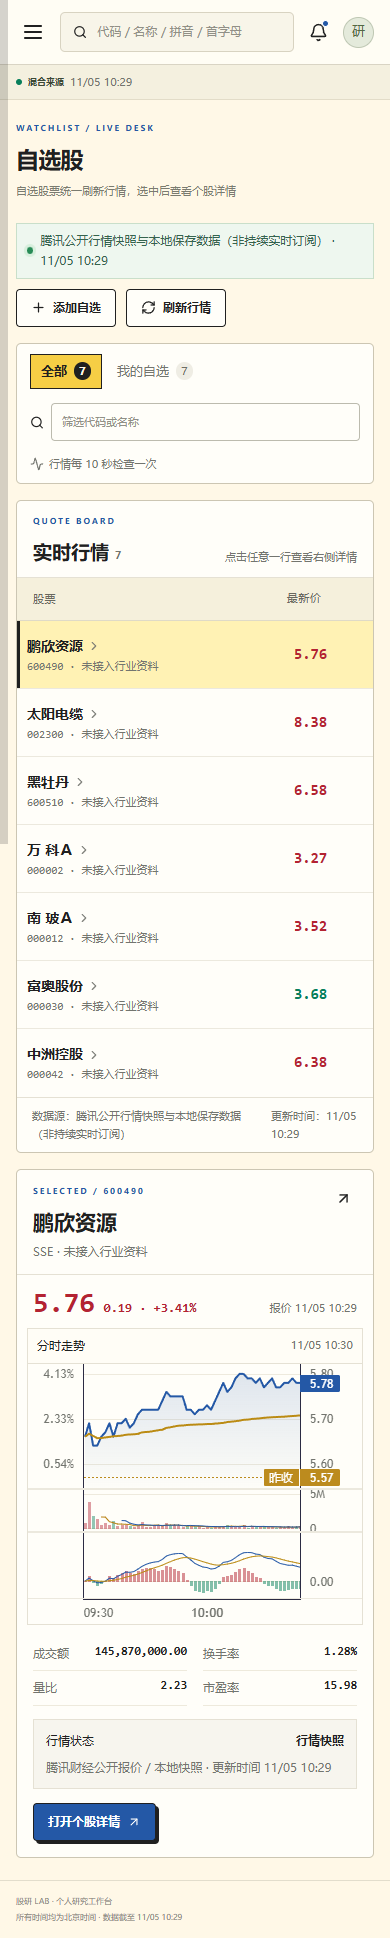 代码 / 名称 / 拼音 / 首字母
研
混合来源 11/05 10:29
WATCHLIST / LIVE DESK
自选股
自选股票统一刷新行情，选中后查看个股详情
腾讯公开行情快照与本地保存数据（非持续实时订阅） ·
11/05 10:29
添加自选
刷新行情
全部 7
我的自选 7
筛选代码或名称
行情每 10 秒检查一次
QUOTE BOARD
实时行情 7
点击任意一行查看右侧详情
股票
最新价
鹏欣资源
5.76
600490 · 未接入行业资料
太阳电缆
8.38
002300 · 未接入行业资料
黑牡丹
6.58
600510 · 未接入行业资料
万 科A
3.27
000002 · 未接入行业资料
南 玻A
3.52
000012 · 未接入行业资料
富奥股份
3.68
000030 · 未接入行业资料
中洲控股
6.38
000042 · 未接入行业资料
数据源：腾讯公开行情快照与本地保存数据
（非持续实时订阅）
更新时间：11/05
10:29
SELECTED / 600490
鹏欣资源
SSE · 未接入行业资料
5.76 0.19 · +3.41%
报价 11/05 10:29
分时走势
11/05 10:30
4.13%
5.80
5.78
2.33%
5.70
0.54%
5.60
昨收 5.57
5M
0
0.00
09:30
10:00
成交额 145,870,000.00
换手率 1.28%
量比 2.23
市盈率 15.98
行情状态
行情快照
腾讯财经公开报价 / 本地快照 · 更新时间 11/05 10:29
打开个股详情
股研 LAB · 个人研究工作台
所有时间均为北京时间 · 数据截至 11/05 10:29